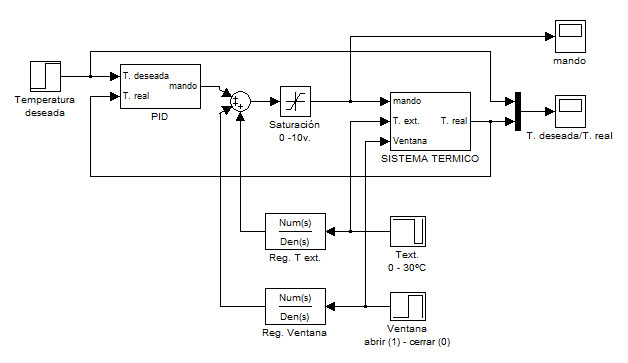 mando
T. deseada
mando
T. real
PID
Temperatura
deseada
Saturación
0 -10v.
mando
T. ext.
T. real
Ventana
SISTEMA TERMICO
T. deseada/T. real
Num(s)
Den(s)
Reg. T ext.
Text.
0 - 30ºC
Num(s)
Den(s)
Reg. Ventana
Ventana
abrir (1) - cerrar (0)